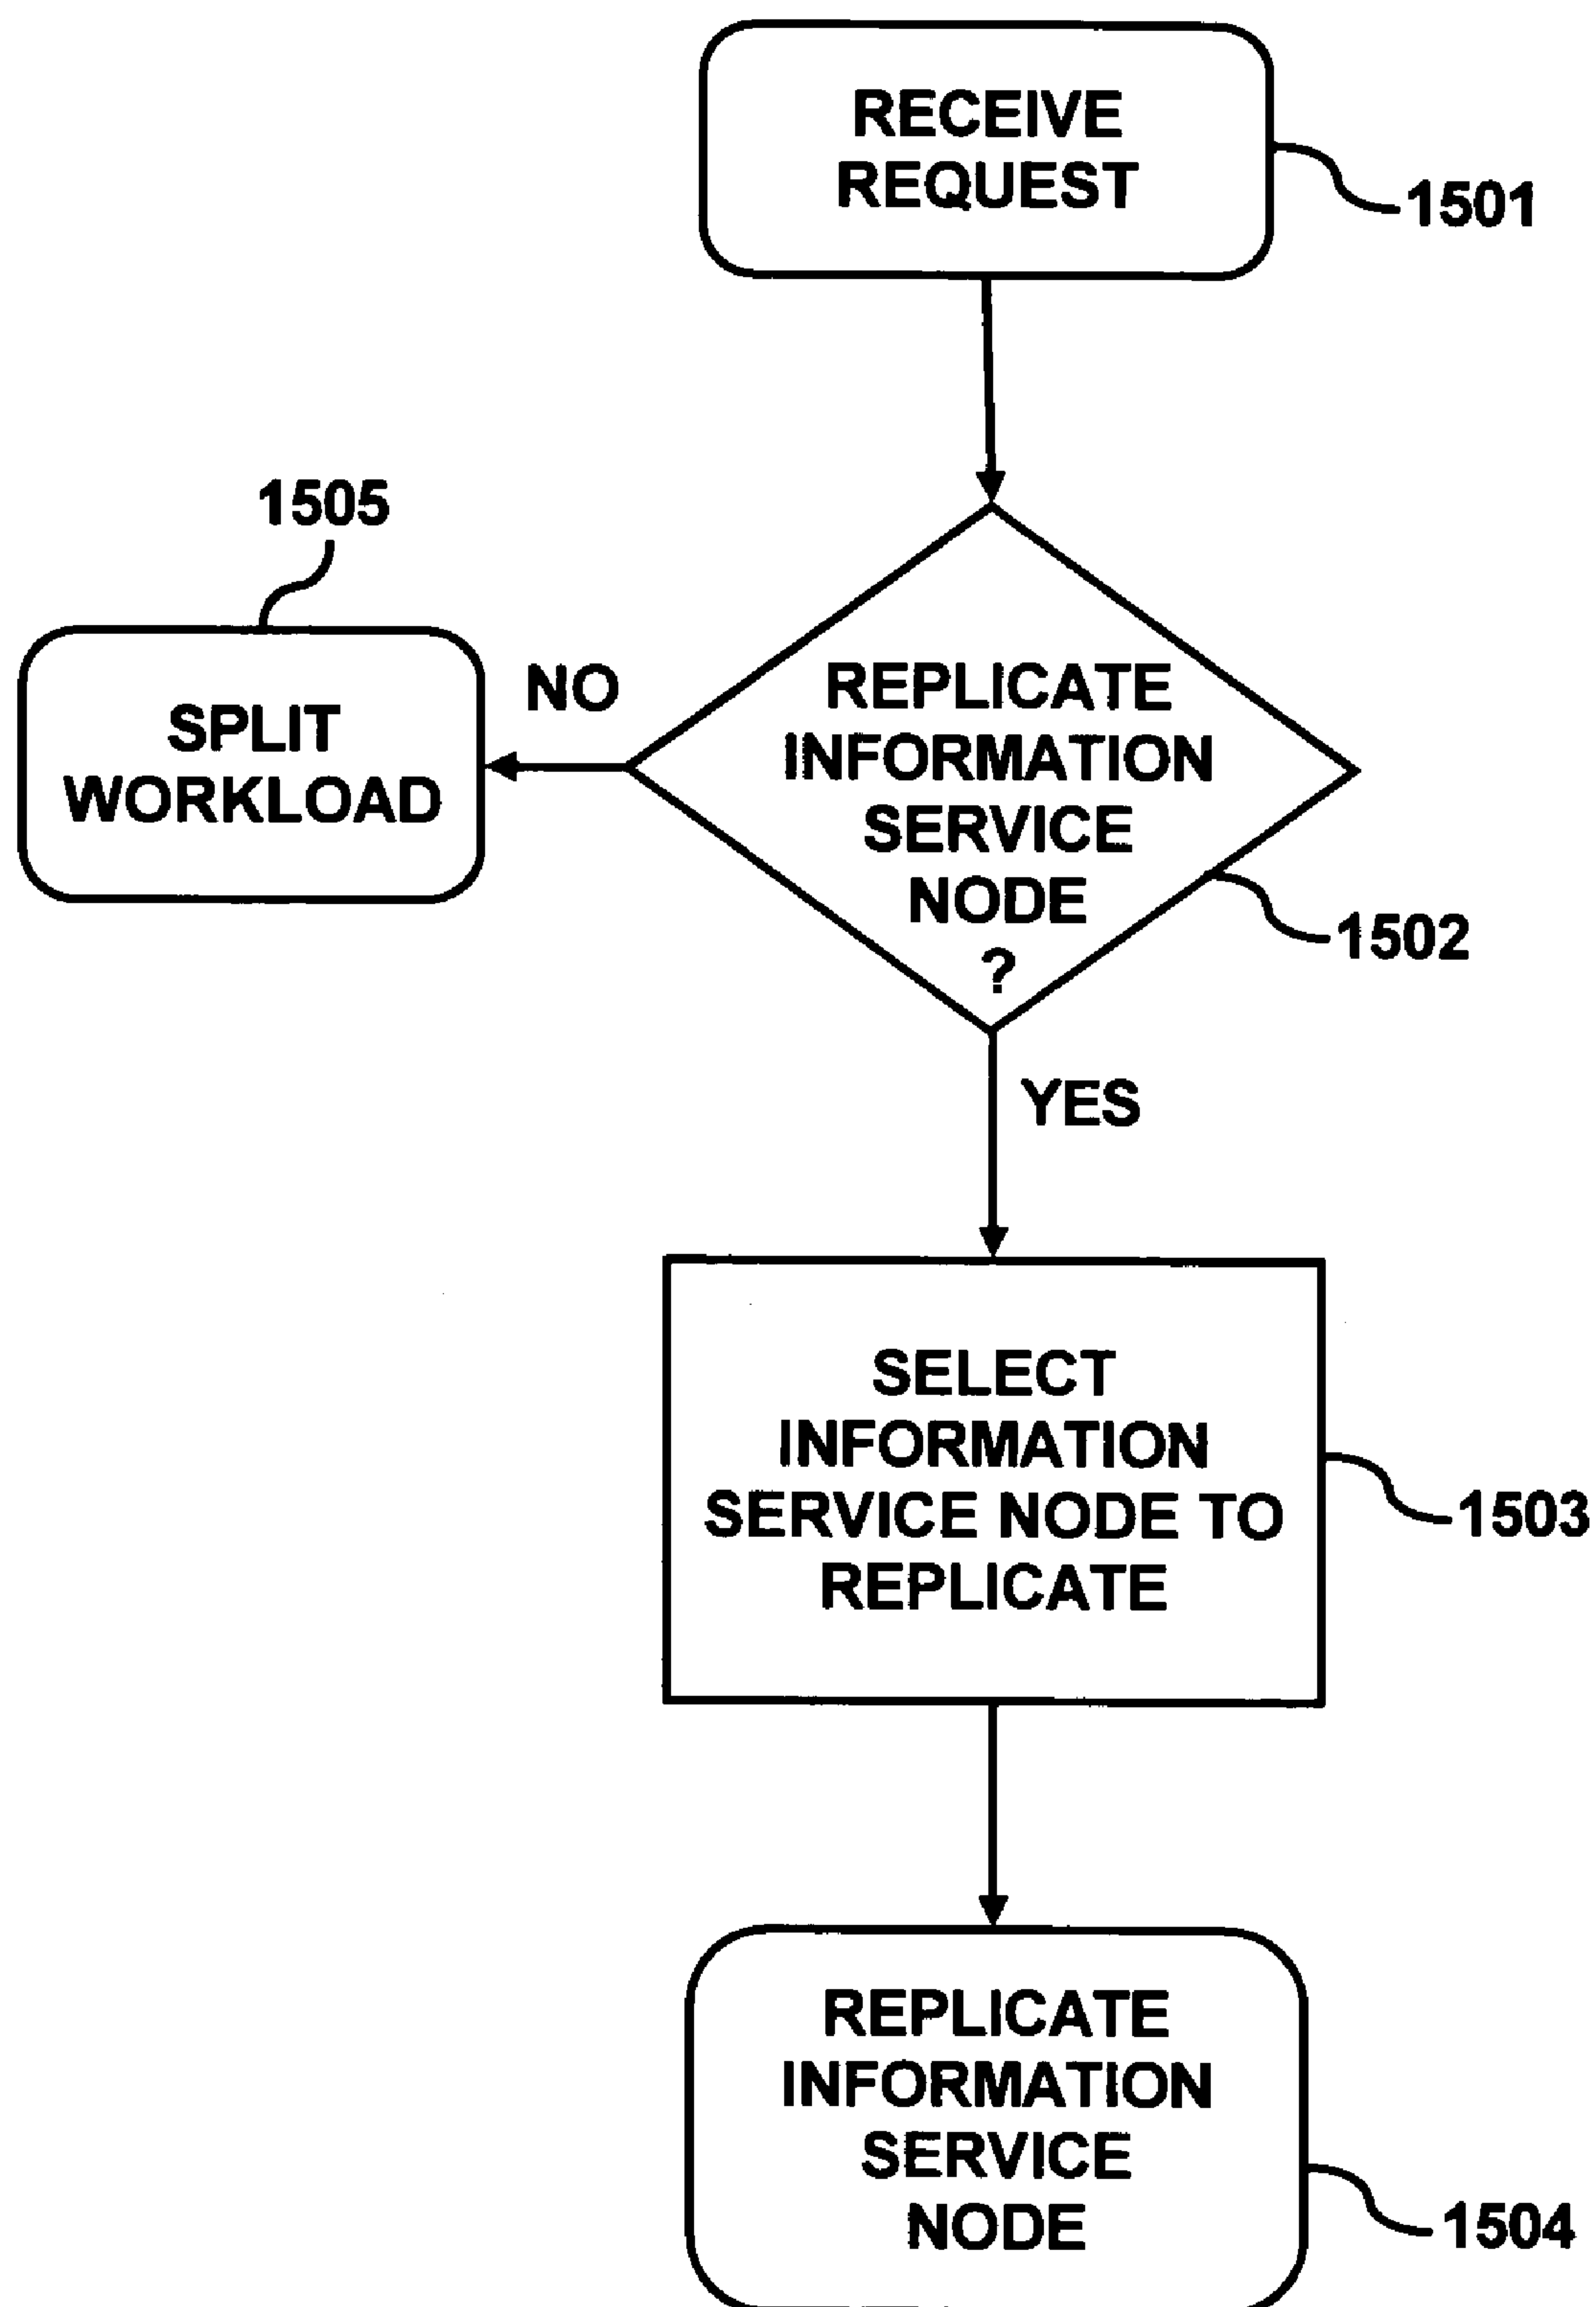 RECEIVE
REQUEST
1501
1505
SPLIT
WORKLOAD
NO
REPLICATE
INFORMATION
SERVICE
NODE
?
1502
YES
SELECT
INFORMATION
SERVICE NODE TO
REPLICATE
1503
REPLICATE
INFORMATION
SERVICE
NODE
1504